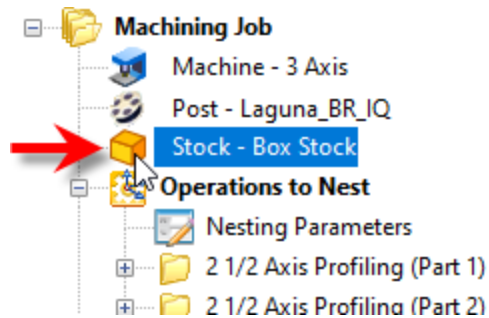 Machining Job
Machine - 3 Axis
Post - Laguna_BR_IQ
Stock - Box Stock
Operations to Nest
Nesting Parameters
2 1/2 Axis Profiling (Part 1)
2 1/2 Axis Profiling (Part 2)